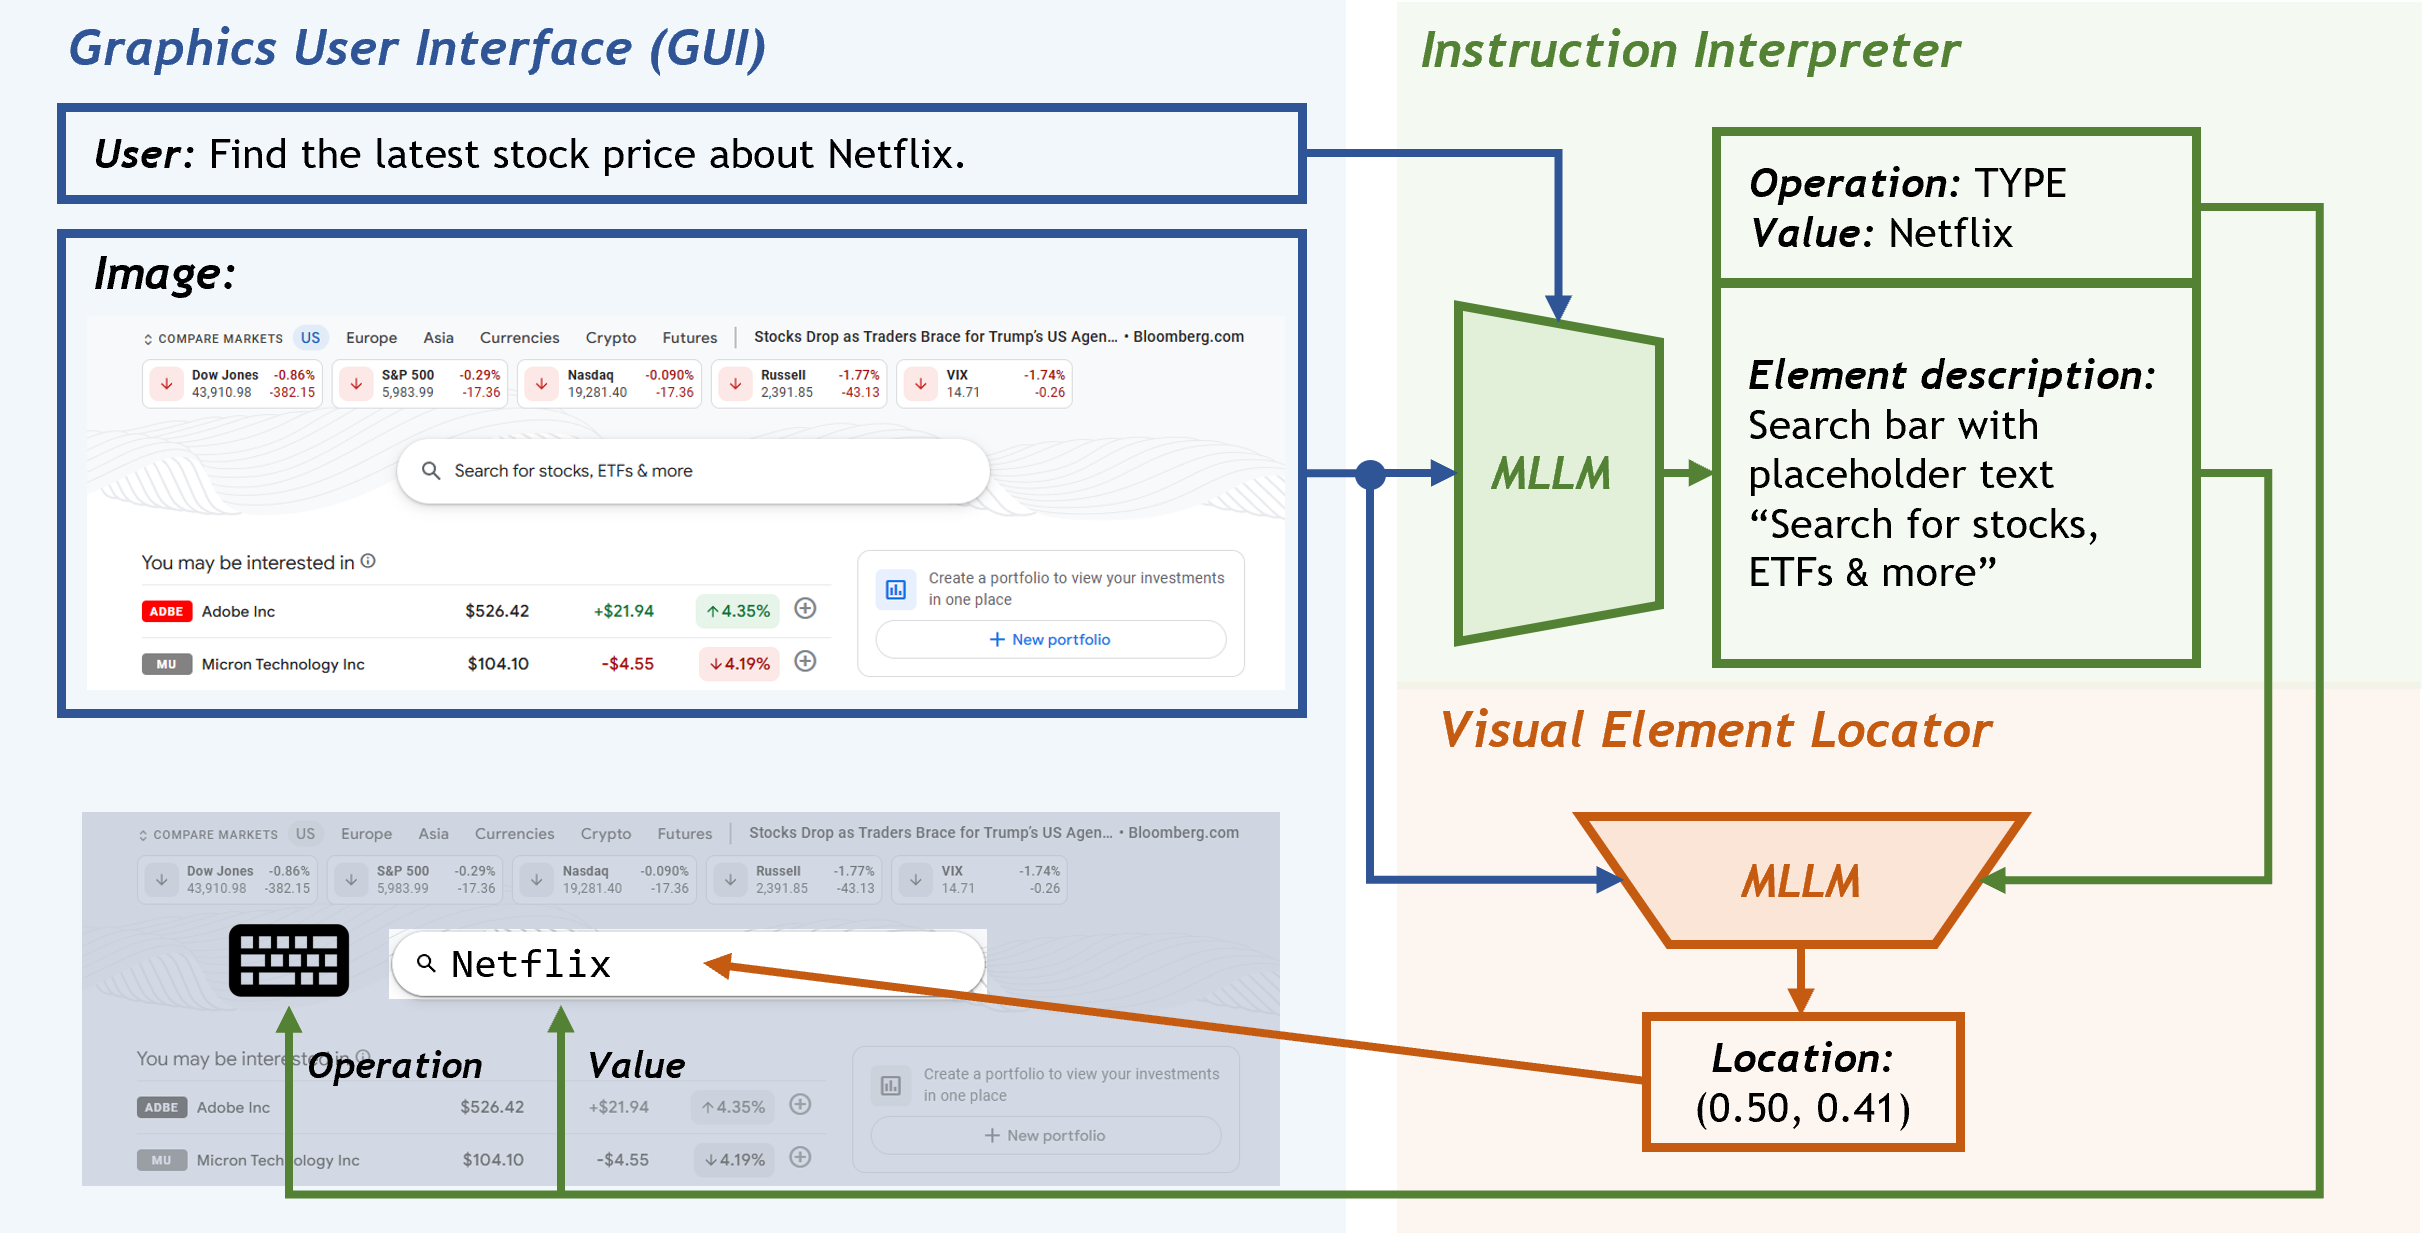 Graphics User Interface (GUI)
User: Find the latest stock price about Netflix.
Image:
COMPARE MARKETS US Europe Asia Currencies Crypto Futures Stocks Drop as Traders Brace for Trump's US Agen... • Bloomberg.com
Dow Jones -0.86% S&P 500 -0.29% Nasdaq -0.090% Russell -1.77% VIX -1.74%
43,910.98 -382.15 5,983.99 -17.36 19,281.40 -17.36 2,391.85 -43.13 14.71 -0.26
Search for stocks, ETFs & more
You may be interested in
ADBE Adobe Inc $526.42 +$21.94 ↑4.35%
MU Micron Technology Inc $104.10 -$4.55 ↓4.19%
Create a portfolio to view your investments
in one place
+ New portfolio
COMPARE MARKETS US Europe Asia Currencies Crypto Futures Stocks Drop as Traders Brace for Trump's US Agen... • Bloomberg.com
Dow Jones -0.86% S&P 500 -0.29% Nasdaq -0.090% Russell -1.77% VIX -1.74%
43,910.98 -382.15 5,983.99 -17.36 19,281.40 -17.36 2,391.85 -43.13 14.71 -0.26
Netflix
You may be interested in
Operation Value
ADBE Adobe Inc $526.42 +$21.94 ↑4.35%
MU Micron Technology Inc $104.10 -$4.55 ↓4.19%
Create a portfolio to view your investments
in one place
+ New portfolio
Instruction Interpreter
MLLM
Operation: TYPE
Value: Netflix
Element description:
Search bar with
placeholder text
“Search for stocks,
ETFs & more”
Visual Element Locator
MLLM
Location:
(0.50, 0.41)